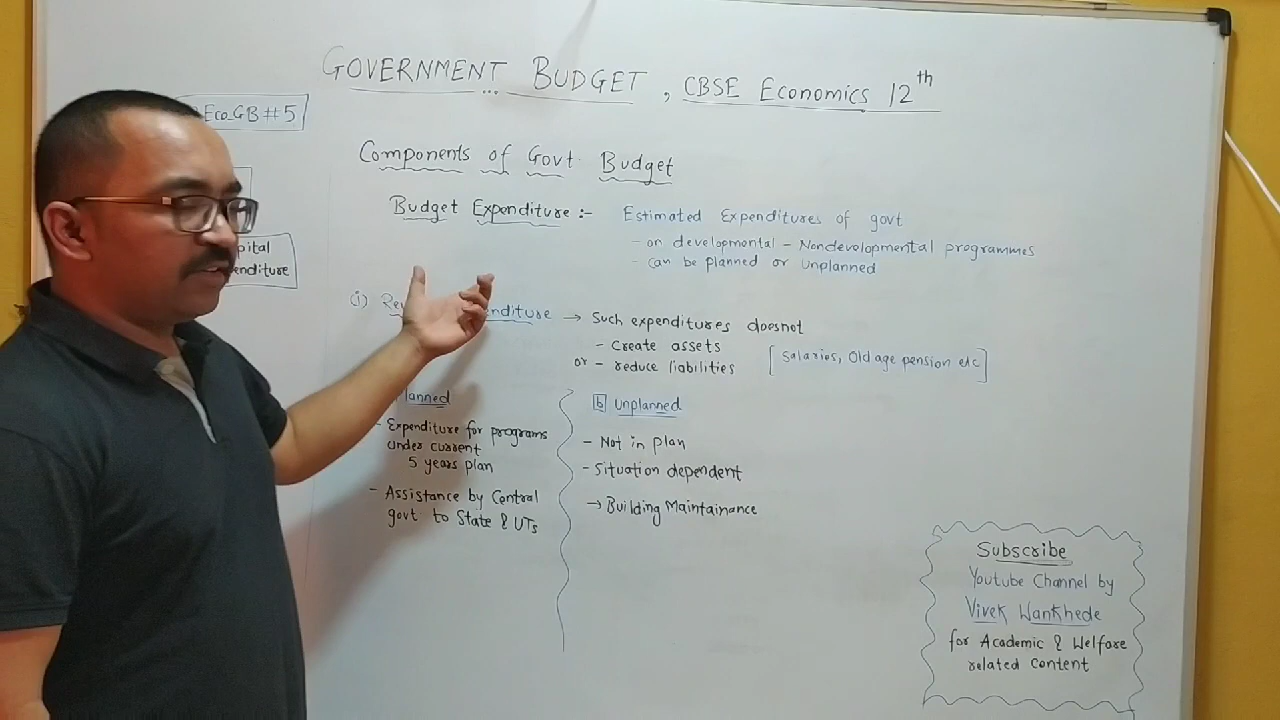 GOVERNMENT BUDGET, CBSE Economics 12th
Eco_GB#5
Components of Govt. Budget
Budget Expenditure :- Estimated Expenditures of govt
- on developmental - Nondevelopmental programmes
- can be planned or unplanned
(i) → Such expenditures doesnot
- Create assets
or - reduce liabilities [Salaries, Old age pension etc]
b Unplanned
- Expenditure for programs
under current
5 years plan
- Assistance by Central
govt to State & UTs
- Not in plan
- Situation dependent
→ Building Maintainance
Subscribe
Youtube Channel by
Vivek Wankhede
for Academic & Welfare
related content